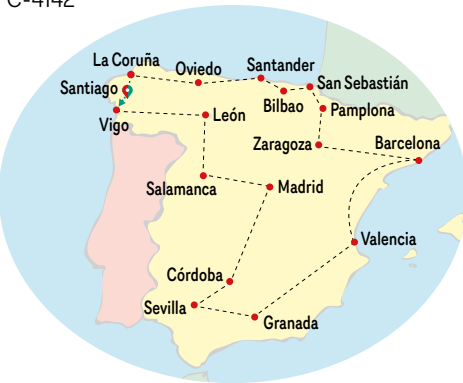 C-4142
La Coruña
Oviedo
Santander
Santiago
San Sebastián
Bilbao
Pamplona
Vigo
León
Zaragoza
Barcelona
Salamanca
Madrid
Valencia
Córdoba
Sevilla
Granada